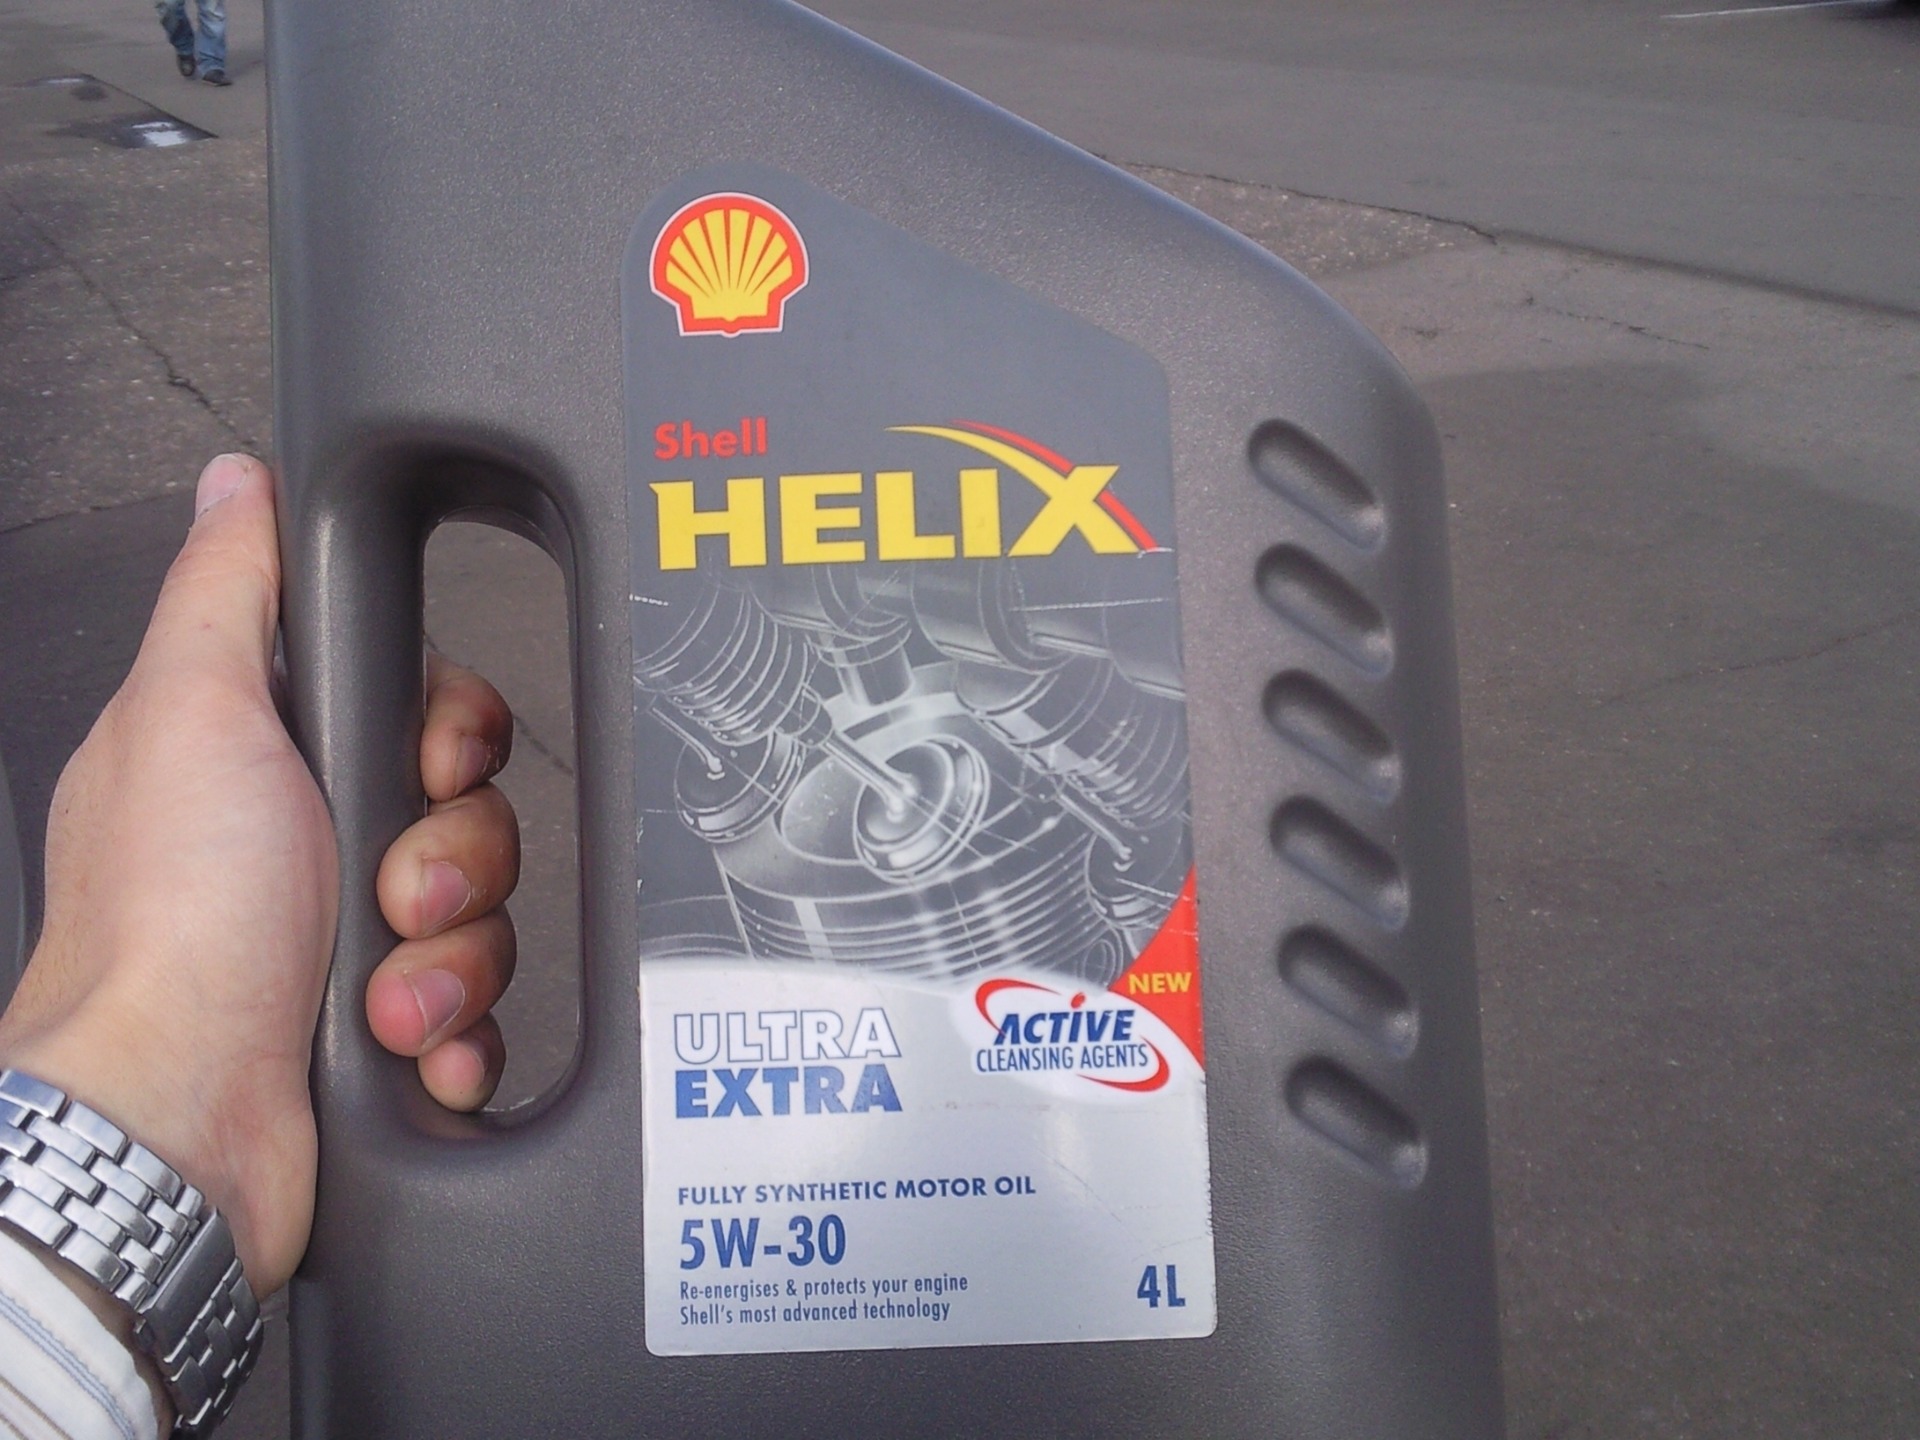 Shell
HELIX
NEW
ULTRA
EXTRA
ACTIVE
CLEANSING AGENTS
FULLY SYNTHETIC MOTOR OIL
5W-30
Re-energises & protects your engine
Shell's most advanced technology
4L